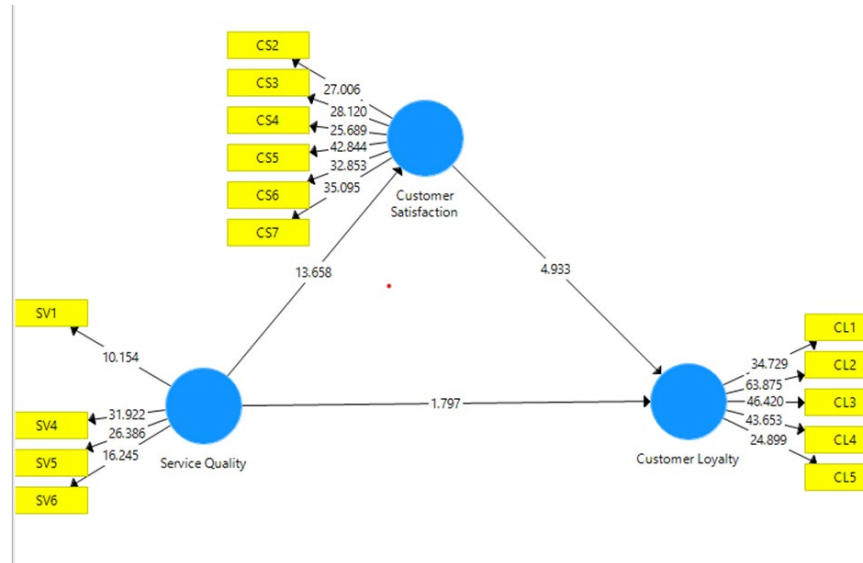 CS2
CS3
CS4
CS5
CS6
CS7
27.006
28.120
25.689
42.844
32.853
35.095
Customer
Satisfaction
13.658
4.933
SV1
SV4
SV5
SV6
10.154
31.922
26.386
16.245
Service Quality
1.797
Customer Loyalty
34.729
63.875
46.420
43.653
24.899
CL1
CL2
CL3
CL4
CL5